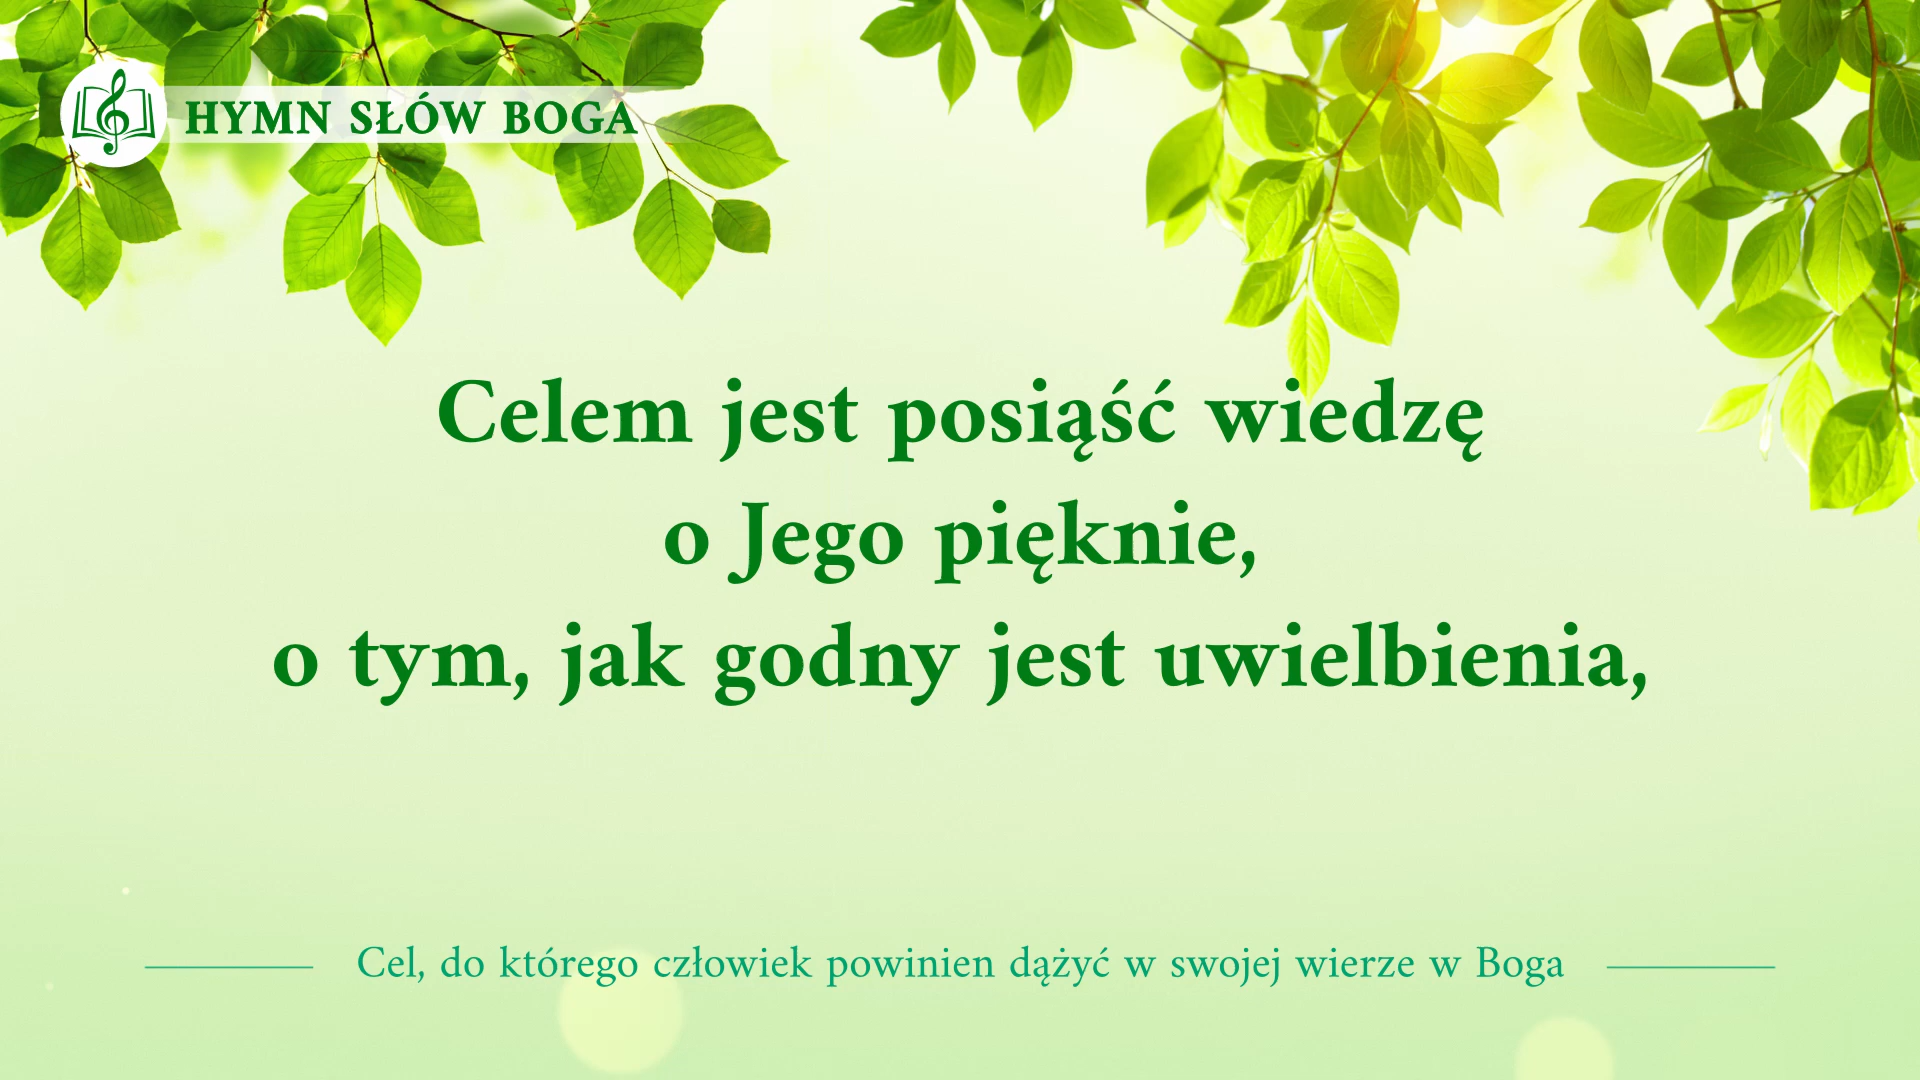 HYMN SŁÓW BOGA
Celem jest posiąść wiedzę
o Jego pięknie,
o tym, jak godny jest uwielbienia,
Cel, do którego człowiek powinien dążyć w swojej wierze w Boga